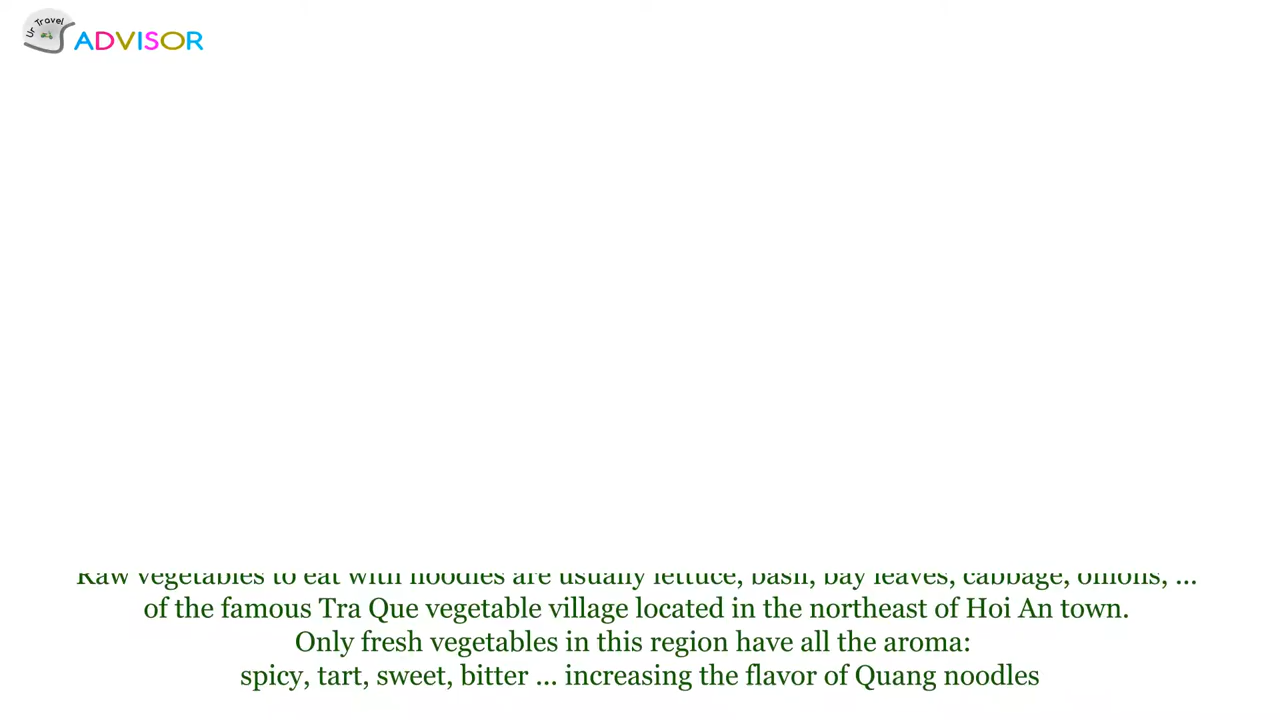 Ur Travel
ADVISOR
Raw vegetables to eat with noodles are usually lettuce, basil, bay leaves, cabbage, onions, ...
of the famous Tra Que vegetable village located in the northeast of Hoi An town.
Only fresh vegetables in this region have all the aroma:
spicy, tart, sweet, bitter ... increasing the flavor of Quang noodles